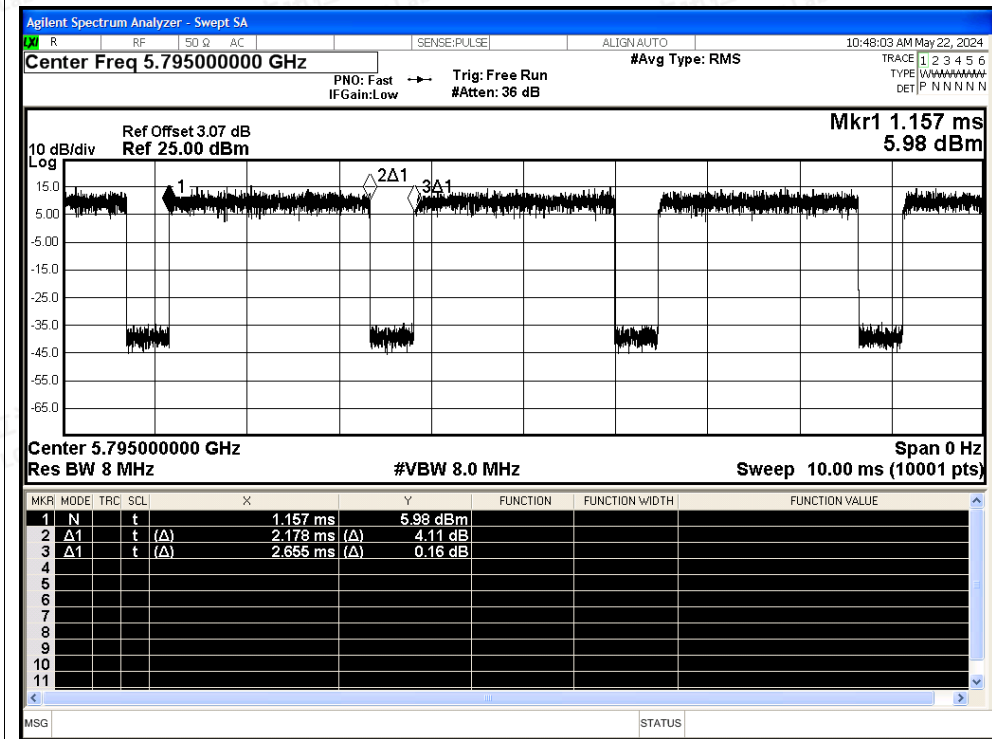 Agilent Spectrum Analyzer - Swept SA
LXI R RF 50 Ω AC SENSE:PULSE ALIGN AUTO 10:48:03 AM May 22, 2024
Center Freq 5.795000000 GHz #Avg Type: RMS TRACE 1 2 3 4 5 6
PNO: Fast Trig: Free Run TYPE W
IFGain:Low #Atten: 36 dB DET P N N N N N
Mkr1 1.157 ms
Ref Offset 3.07 dB 5.98 dBm
10 dB/div Ref 25.00 dBm
Log
2Δ1
1 3Δ1
15.0
5.00
-5.00
-15.0
-25.0
-35.0
-45.0
-55.0
-65.0
Center 5.795000000 GHz Span 0 Hz
Res BW 8 MHz #VBW 8.0 MHz Sweep 10.00 ms (10001 pts)
MKR MODE TRC SCL X Y FUNCTION FUNCTION WIDTH FUNCTION VALUE
1 N t 1.157 ms 5.98 dBm
2 Δ1 t (Δ) 2.178 ms (Δ) 4.11 dB
3 Δ1 t (Δ) 2.655 ms (Δ) 0.16 dB
4
5
6
7
8
9
10
11
MSG STATUS